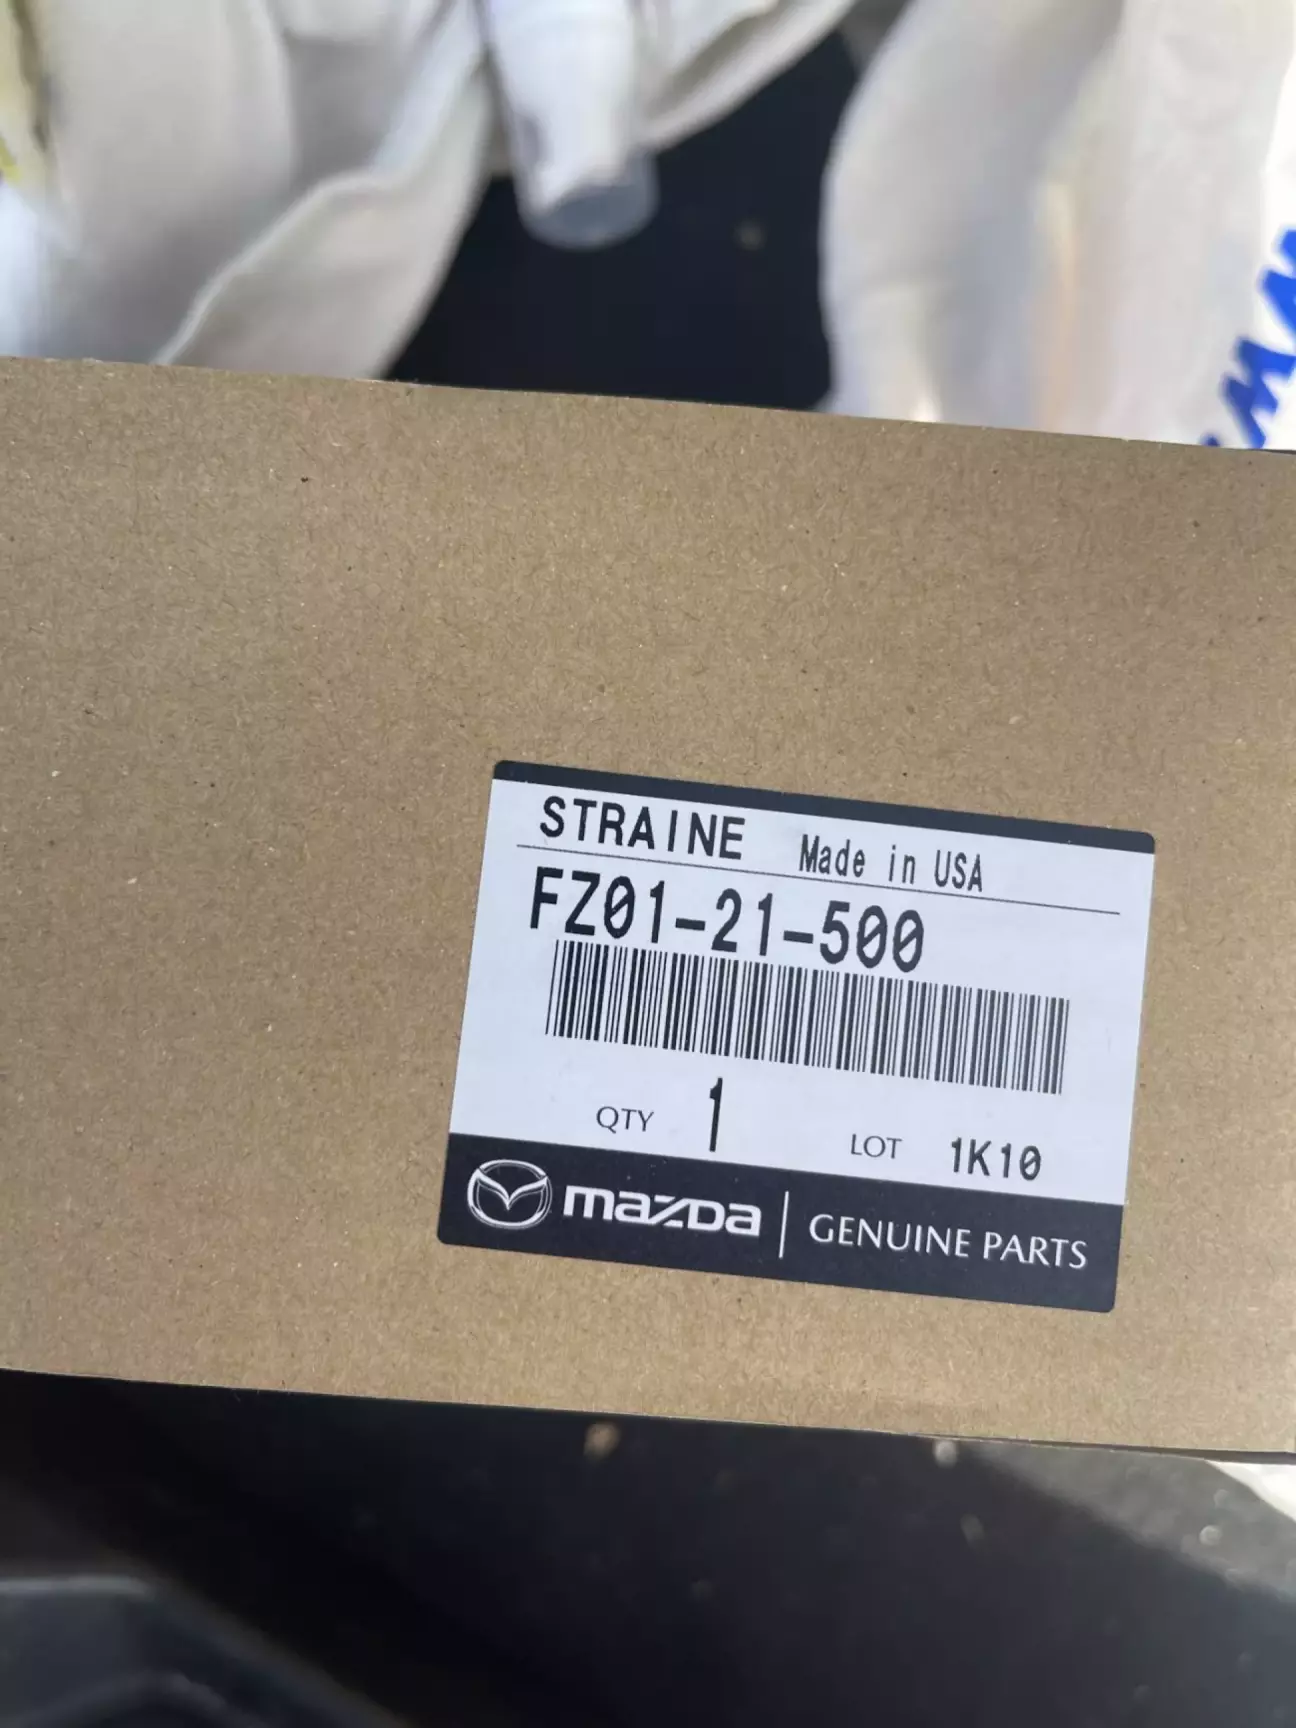 STRAINE Made in USA
FZ01-21-500
QTY 1 LOT 1K10
mazda GENUINE PARTS